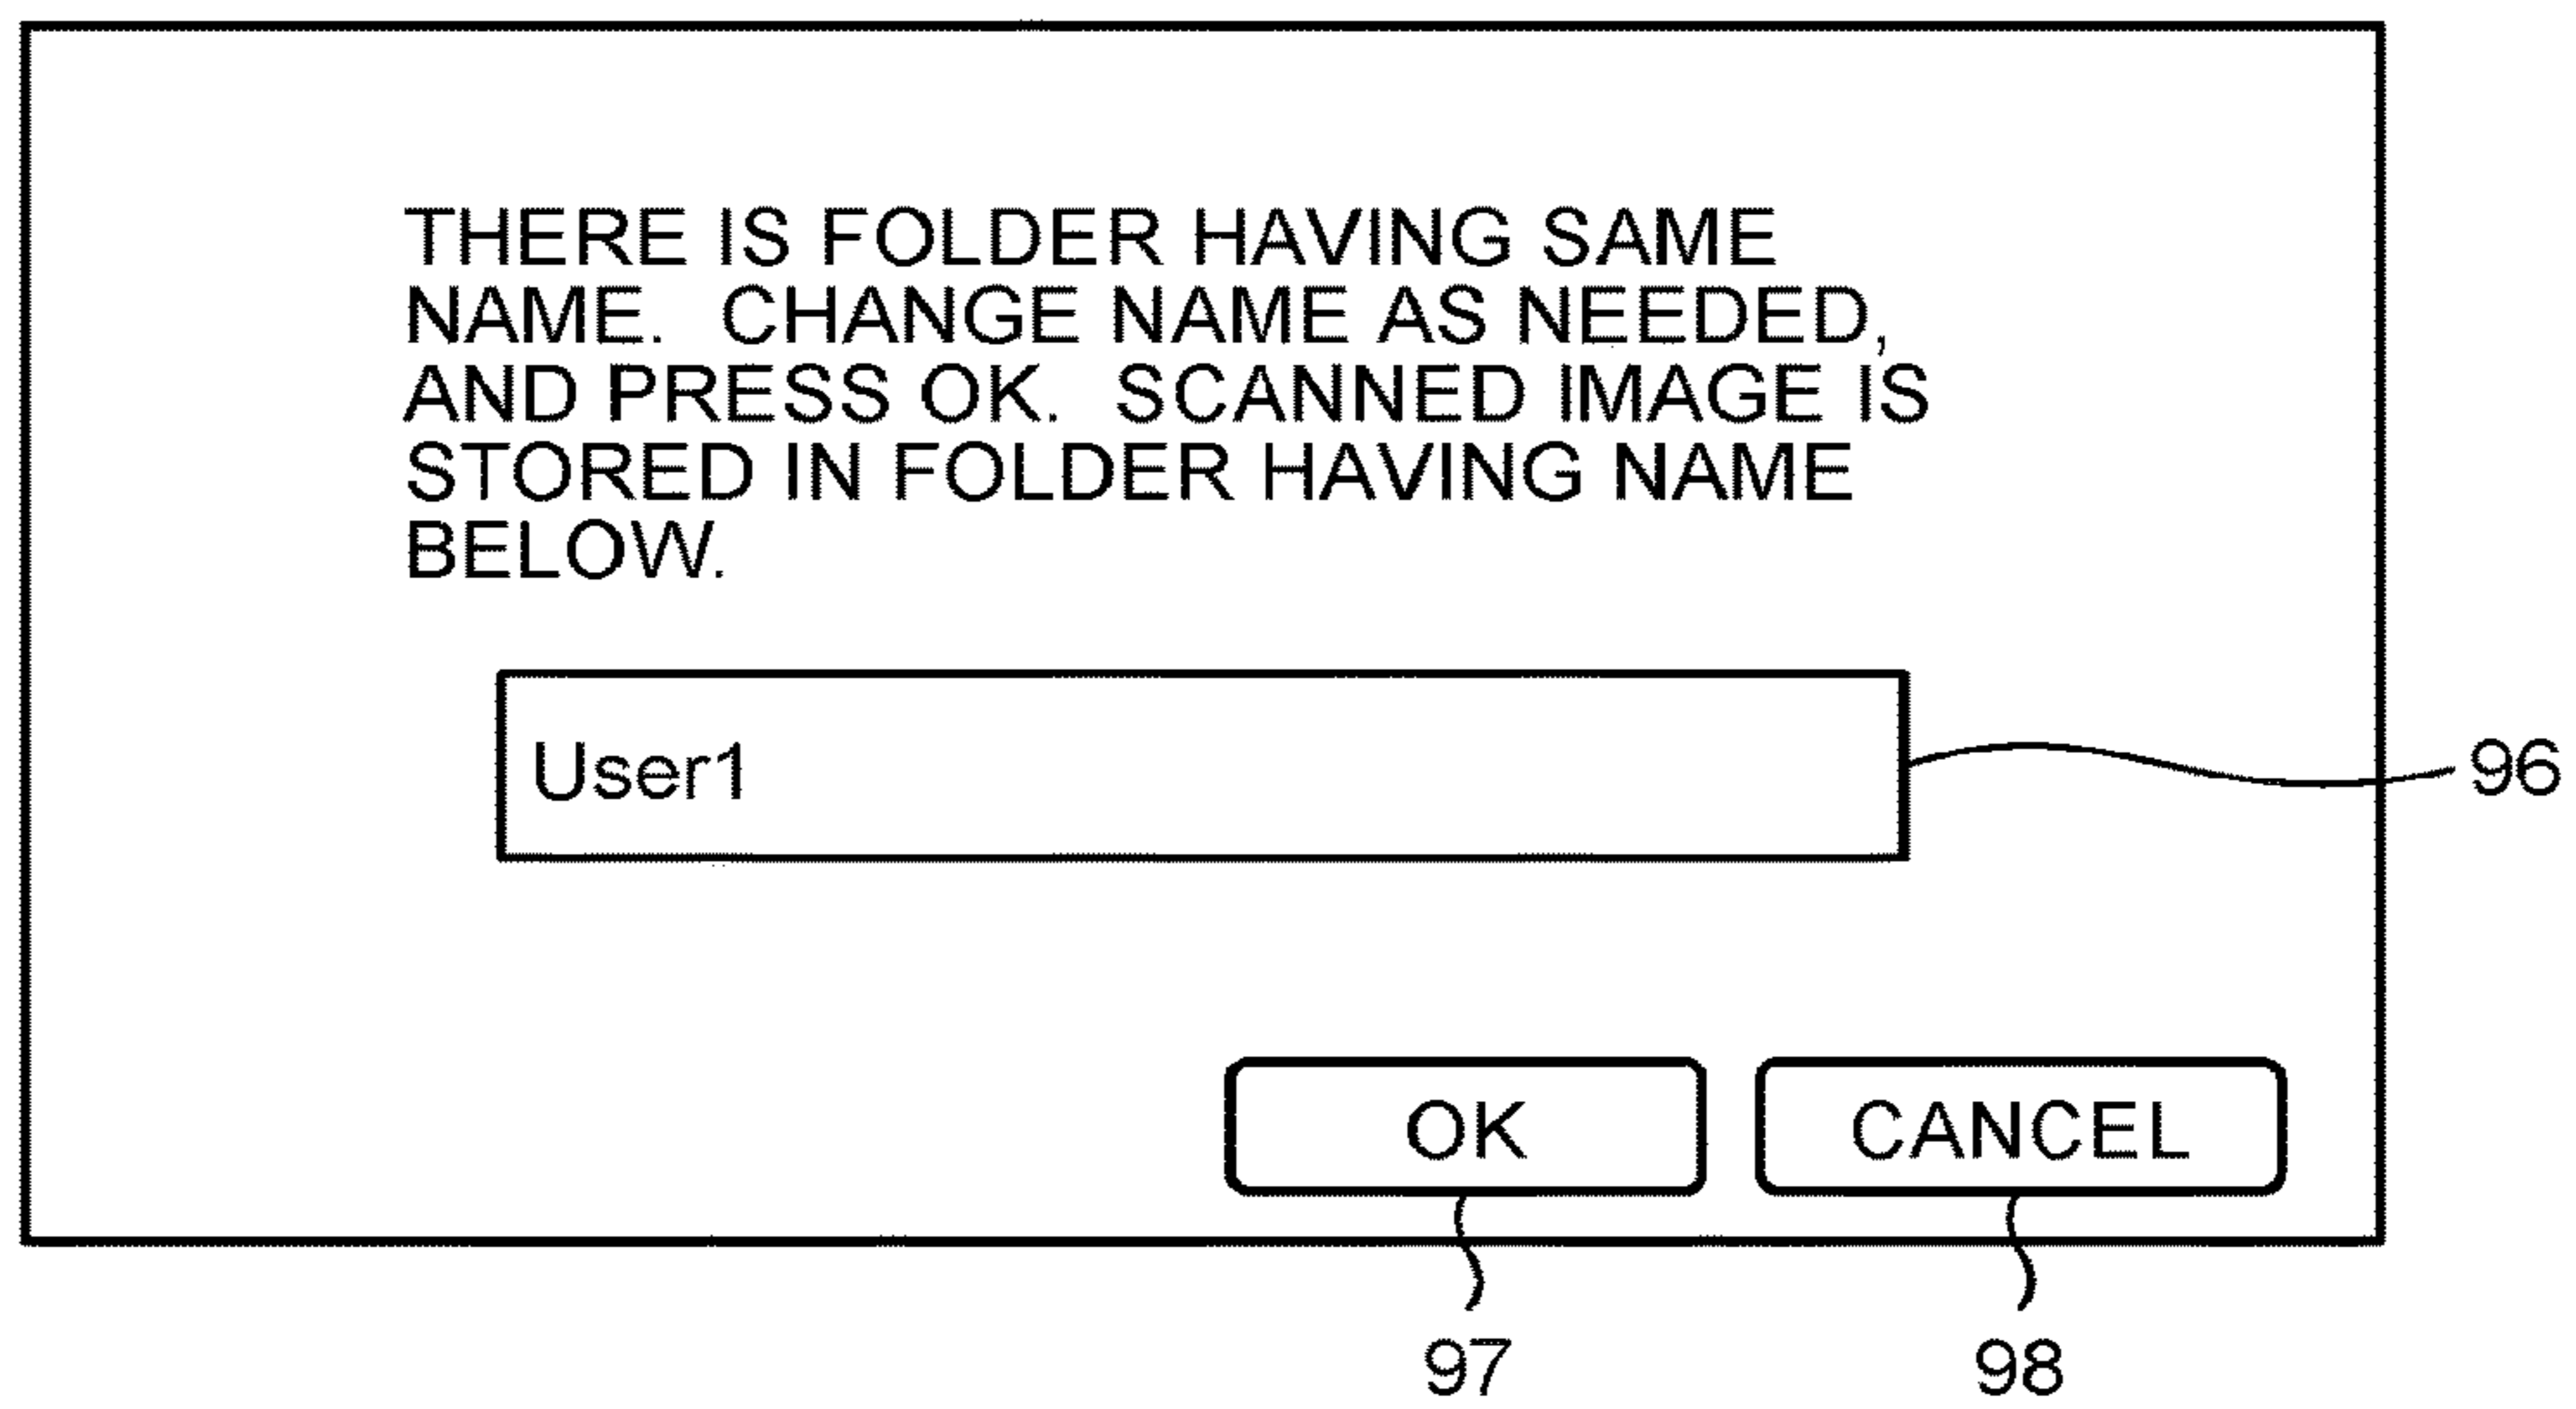 THERE IS FOLDER HAVING SAME
NAME. CHANGE NAME AS NEEDED,
AND PRESS OK. SCANNED IMAGE IS
STORED IN FOLDER HAVING NAME
BELOW.
User1
96
OK
CANCEL
97
98